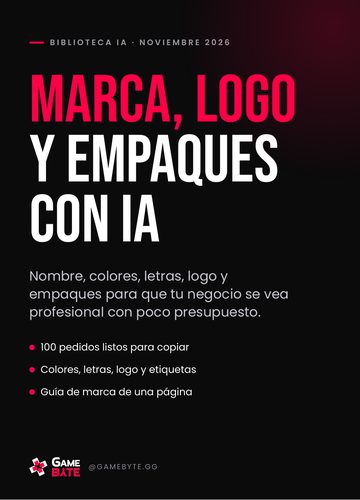 BIBLIOTECA IA · NOVIEMBRE 2026
MARCA, LOGO
Y EMPAQUES
CON IA
Nombre, colores, letras, logo y
empaques para que tu negocio se vea
profesional con poco presupuesto.
100 pedidos listos para copiar
Colores, letras, logo y etiquetas
Guía de marca de una página
GAME
BATE
@GAMEBYTE.GG